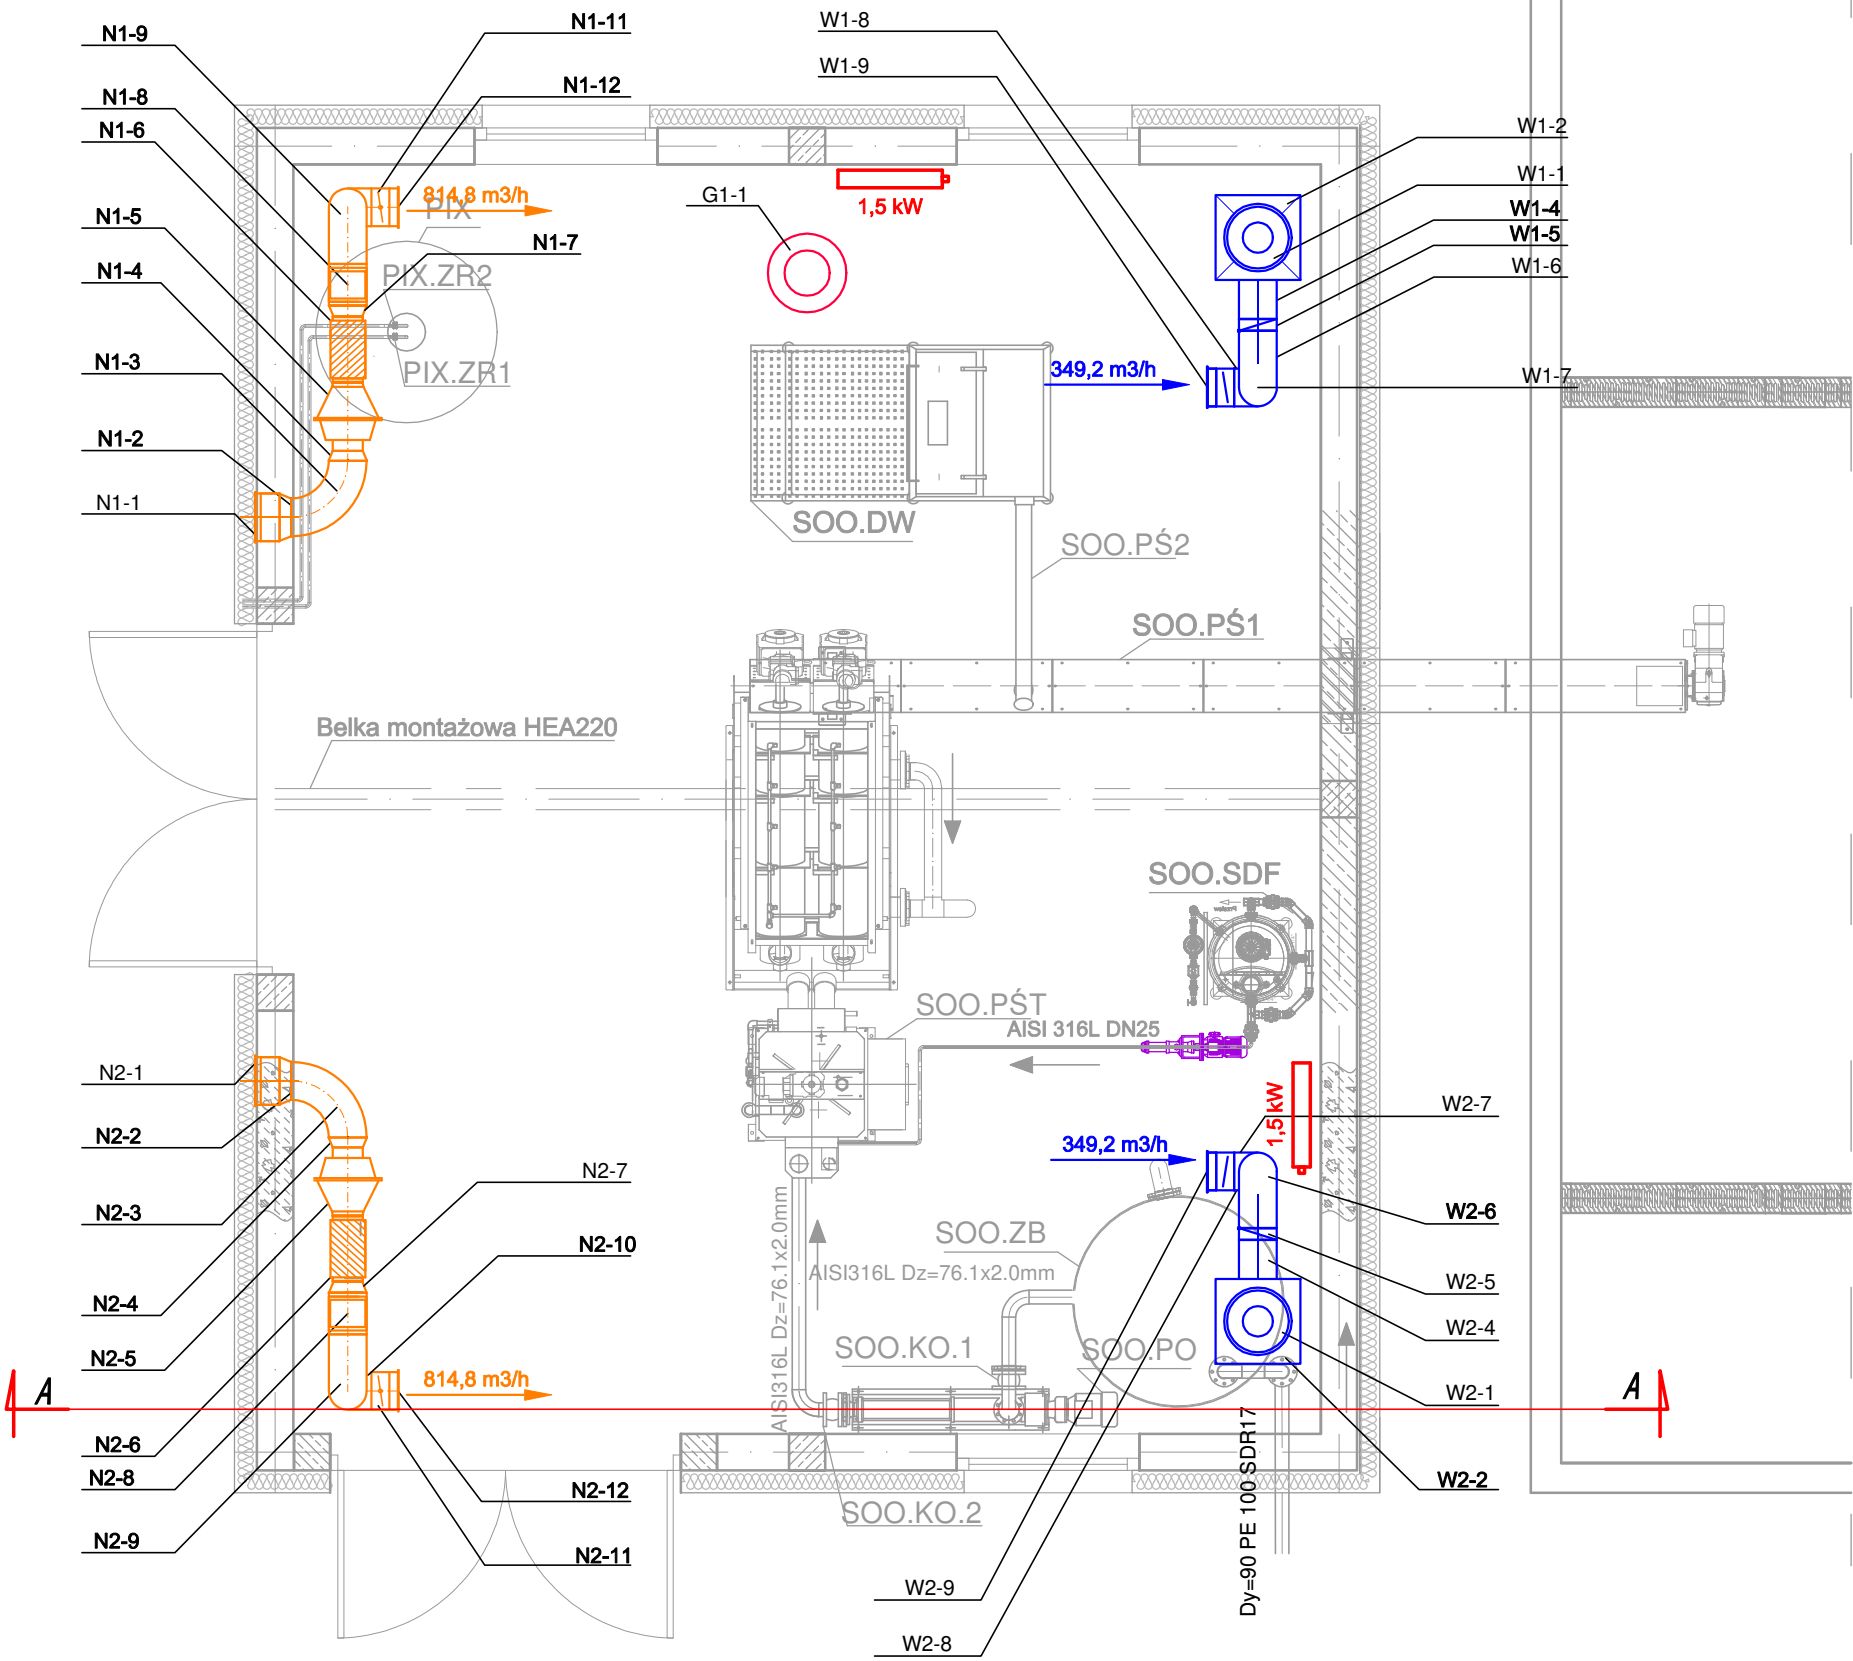 N1-9
N1-11
W1-8
W1-9
N1-8
N1-12
N1-6
W1-2
W1-1
814,8 m3/h
PIX
G1-1
1,5 kW
W1-4
N1-5
W1-5
N1-7
N1-4
PIX.ZR2
W1-6
N1-3
PIX.ZR1
349,2 m3/h
W1-7
N1-2
N1-1
SOO.DW
SOO.PŚ2
SOO.PŚ1
Belka montażowa HEA220
SOO.SDF
SOO.PŚT
AISI 316L DN25
N2-1
W2-7
1,5 kW
N2-2
349,2 m3/h
N2-7
N2-3
W2-6
SOO.ZB
N2-10
AISI316L Dz=76.1x2.0mm
AISI316L Dz=76.1x2.0mm
W2-5
N2-4
W2-4
SOO.KO.1
SOO.PO
N2-5
814,8 m3/h
A
A
W2-1
N2-6
N2-8
W2-2
N2-12
SOO.KO.2
Dy=90 PE 100 SDR17
N2-9
N2-11
W2-9
W2-8